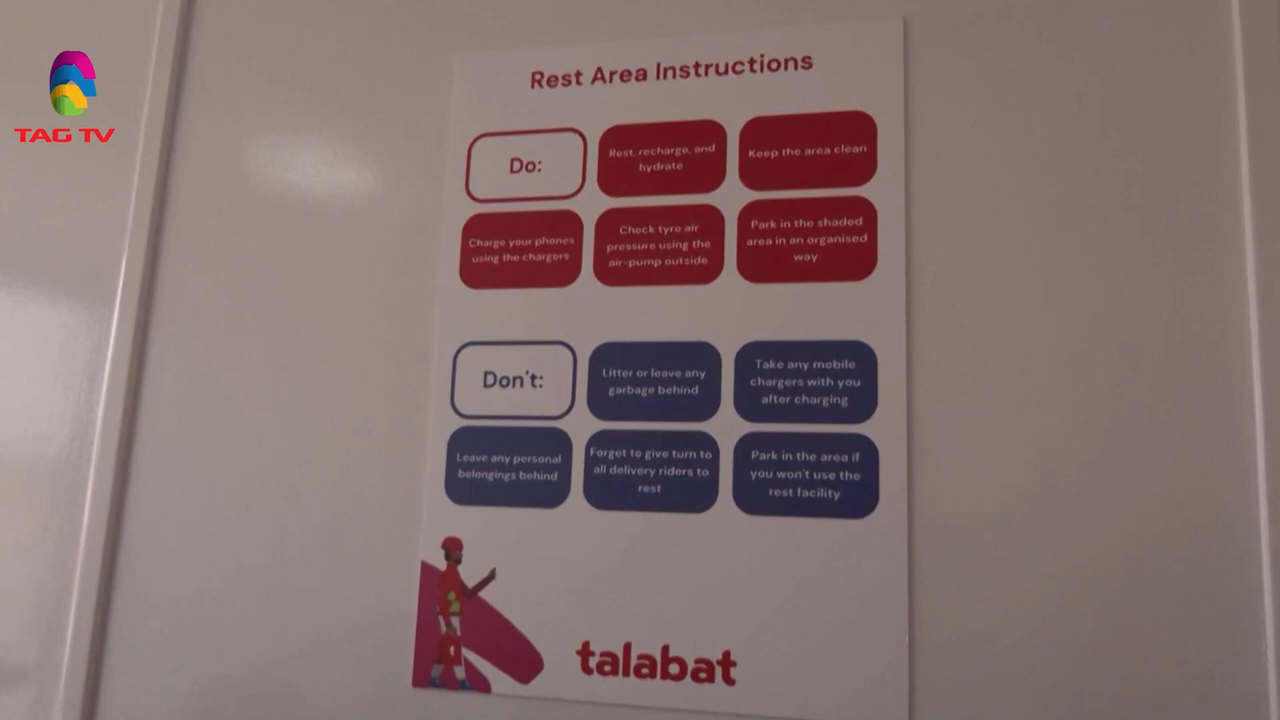 TAG TV
Rest Area Instructions
Do:
Rest, recharge, and
hydrate
Keep the area clean
Charge your phones
using the chargers
Check tyre air
pressure using the
air-pump outside
Park in the shaded
area in an organised
way
Don't:
Litter or leave any
garbage behind
Take any mobile
chargers with you
after charging
Leave any personal
belongings behind
Forget to give turn to
all delivery riders to
rest
Park in the area if
you won't use the
rest facility
t
talabat